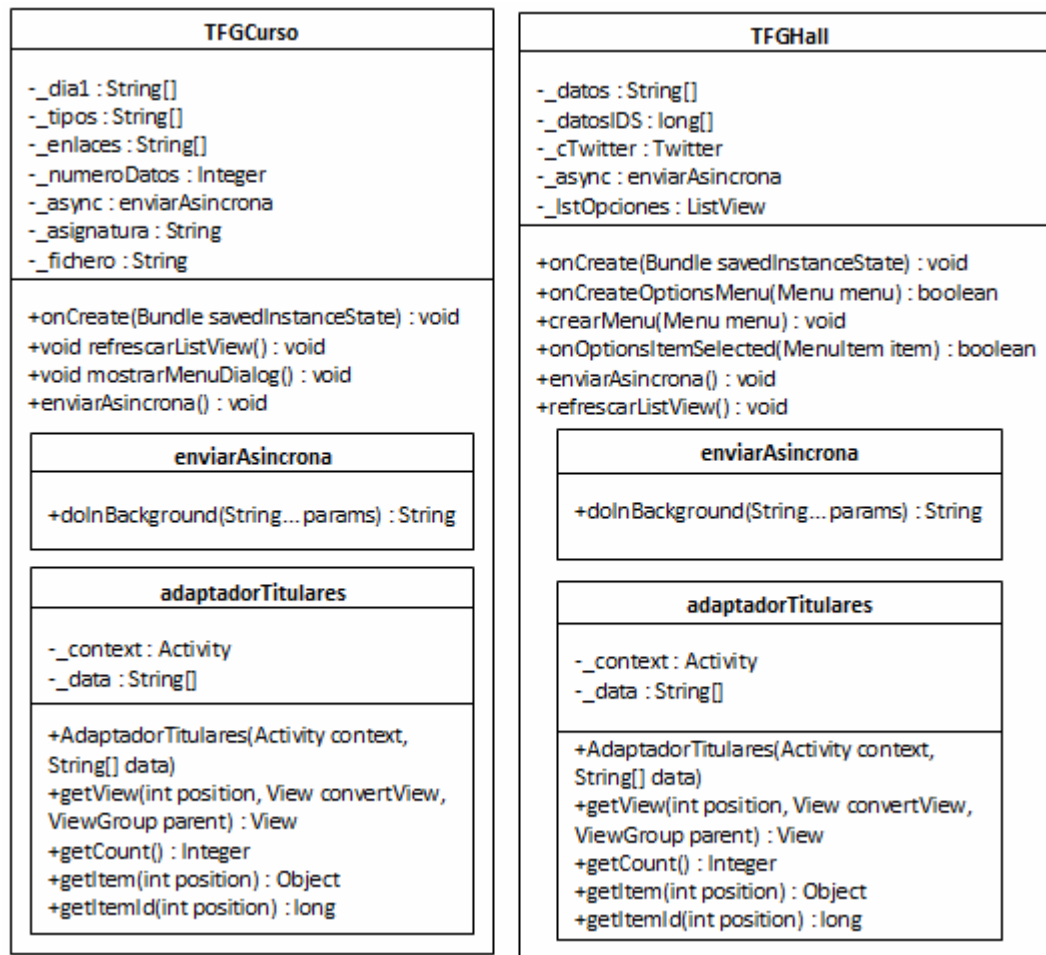 TFGCurso
-_dia1 : String[]
-_tipos : String[]
-_enlaces : String[]
-_numeroDatos : Integer
-_async : enviarAsincrona
-_asignatura : String
-_fichero : String
+onCreate(Bundle savedInstanceState) : void
+void refrescarListView() : void
+void mostrarMenuDialog() : void
+enviarAsincrona() : void
enviarAsincrona
+doInBackground(String... params) : String
adaptadorTitulares
-_context : Activity
-_data : String[]
+AdaptadorTitulares(Activity context,
String[] data)
+getView(int position, View convertView,
ViewGroup parent) : View
+getCount() : Integer
+getItem(int position) : Object
+getItemId(int position) : long
TFGHall
-_datos : String[]
-_datosIDS : long[]
-_cTwitter : Twitter
-_async : enviarAsincrona
-_lstOpciones : ListView
+onCreate(Bundle savedInstanceState) : void
+onCreateOptionsMenu(Menu menu) : boolean
+crearMenu(Menu menu) : void
+onOptionsItemSelected(MenuItem item) : boolean
+enviarAsincrona() : void
+refrescarListView() : void
enviarAsincrona
+doInBackground(String... params) : String
adaptadorTitulares
-_context : Activity
-_data : String[]
+AdaptadorTitulares(Activity context,
String[] data)
+getView(int position, View convertView,
ViewGroup parent) : View
+getCount() : Integer
+getItem(int position) : Object
+getItemId(int position) : long